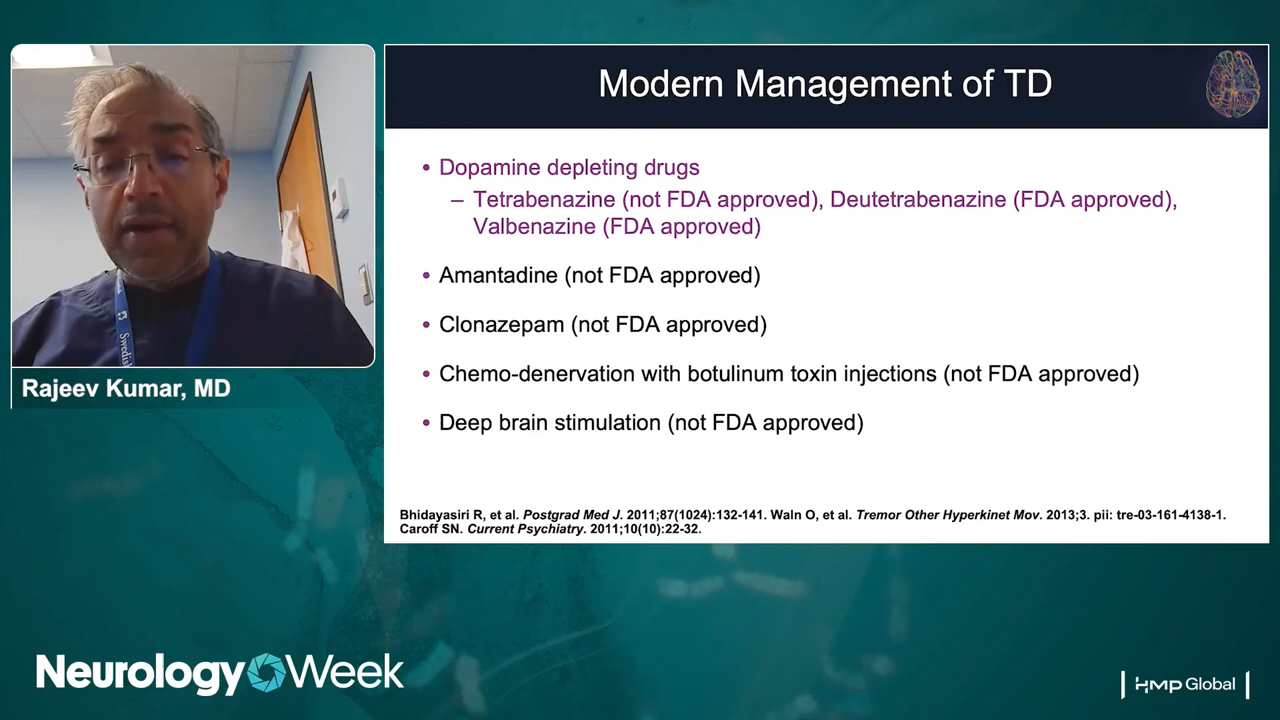 Modern Management of TD
• Dopamine depleting drugs
– Tetrabenazine (not FDA approved), Deutetrabenazine (FDA approved),
Valbenazine (FDA approved)
• Amantadine (not FDA approved)
• Clonazepam (not FDA approved)
• Chemo-denervation with botulinum toxin injections (not FDA approved)
• Deep brain stimulation (not FDA approved)
Bhidayasiri R, et al. Postgrad Med J. 2011;87(1024):132-141. Waln O, et al. Tremor Other Hyperkinet Mov. 2013;3. pii: tre-03-161-4138-1.
Caroff SN. Current Psychiatry. 2011;10(10):22-32.
Swedish
Rajeev Kumar, MD
Neurology Week
HMP Global